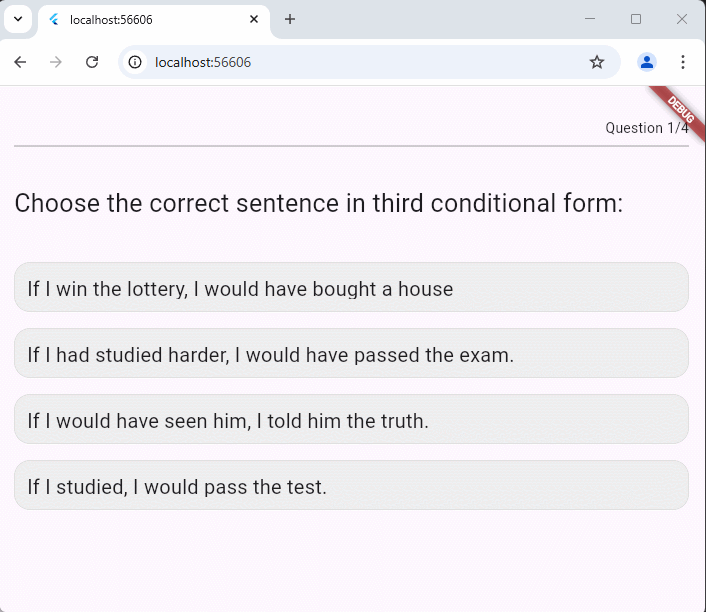 localhost:56606
localhost:56606
DEBUG
Question 1/4
Choose the correct sentence in third conditional form:
If I win the lottery, I would have bought a house
If I had studied harder, I would have passed the exam.
If I would have seen him, I told him the truth.
If I studied, I would pass the test.